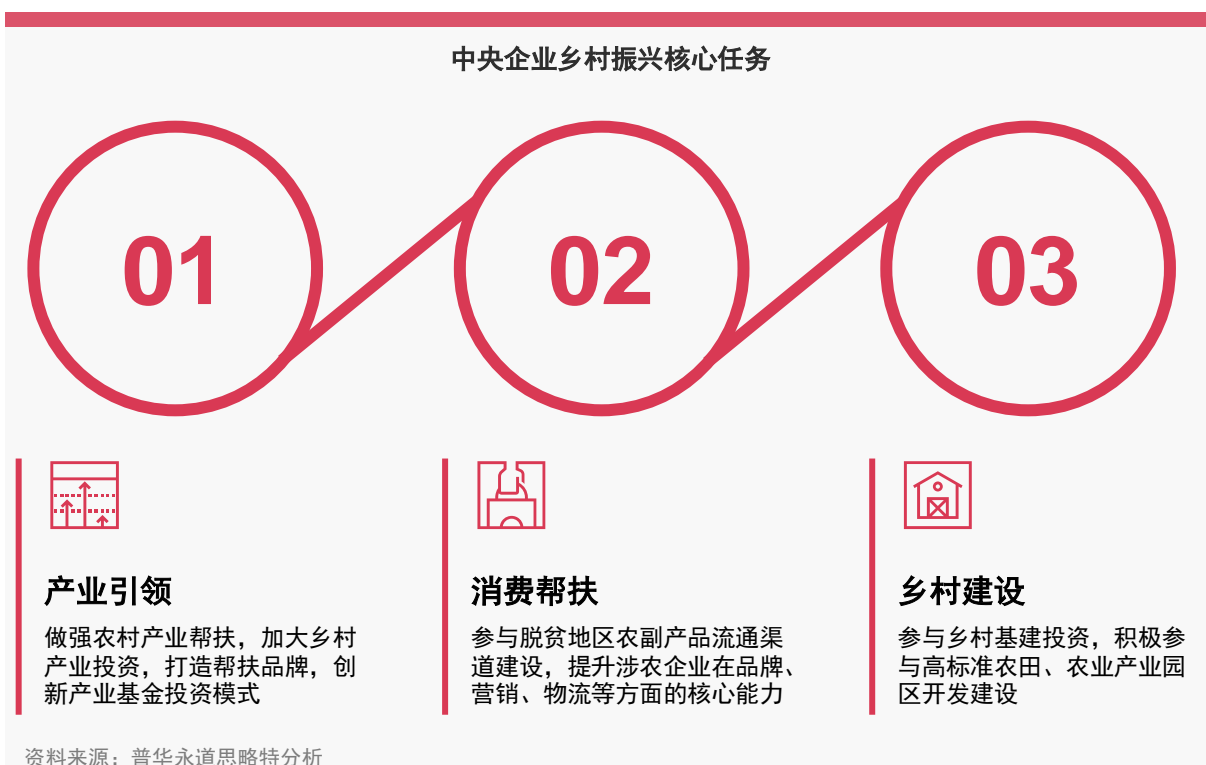 中央企业乡村振兴核心任务
01
02
03
产业引领
做强农村产业帮扶，加大乡村
产业投资，打造帮扶品牌，创
新产业基金投资模式
消费帮扶
参与脱贫地区农副产品流通渠
道建设，提升涉农企业在品牌、
营销、物流等方面的核心能力
乡村建设
参与乡村基建投资，积极参
与高标准农田、农业产业园
区开发建设
资料来源：普华永道思略特分析